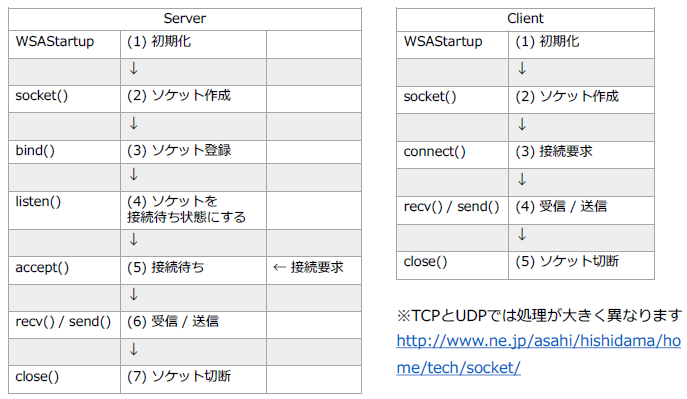 Server
WSAStartup (1) 初期化
↓
socket() (2) ソケット作成
↓
bind() (3) ソケット登録
↓
listen() (4) ソケットを
接続待ち状態にする
↓
accept() (5) 接続待ち ← 接続要求
↓
recv() / send() (6) 受信 / 送信
↓
close() (7) ソケット切断
Client
WSAStartup (1) 初期化
↓
socket() (2) ソケット作成
↓
connect() (3) 接続要求
↓
recv() / send() (4) 受信 / 送信
↓
close() (5) ソケット切断
※TCPとUDPでは処理が大きく異なります
http://www.ne.jp/asahi/hishidama/ho
me/tech/socket/